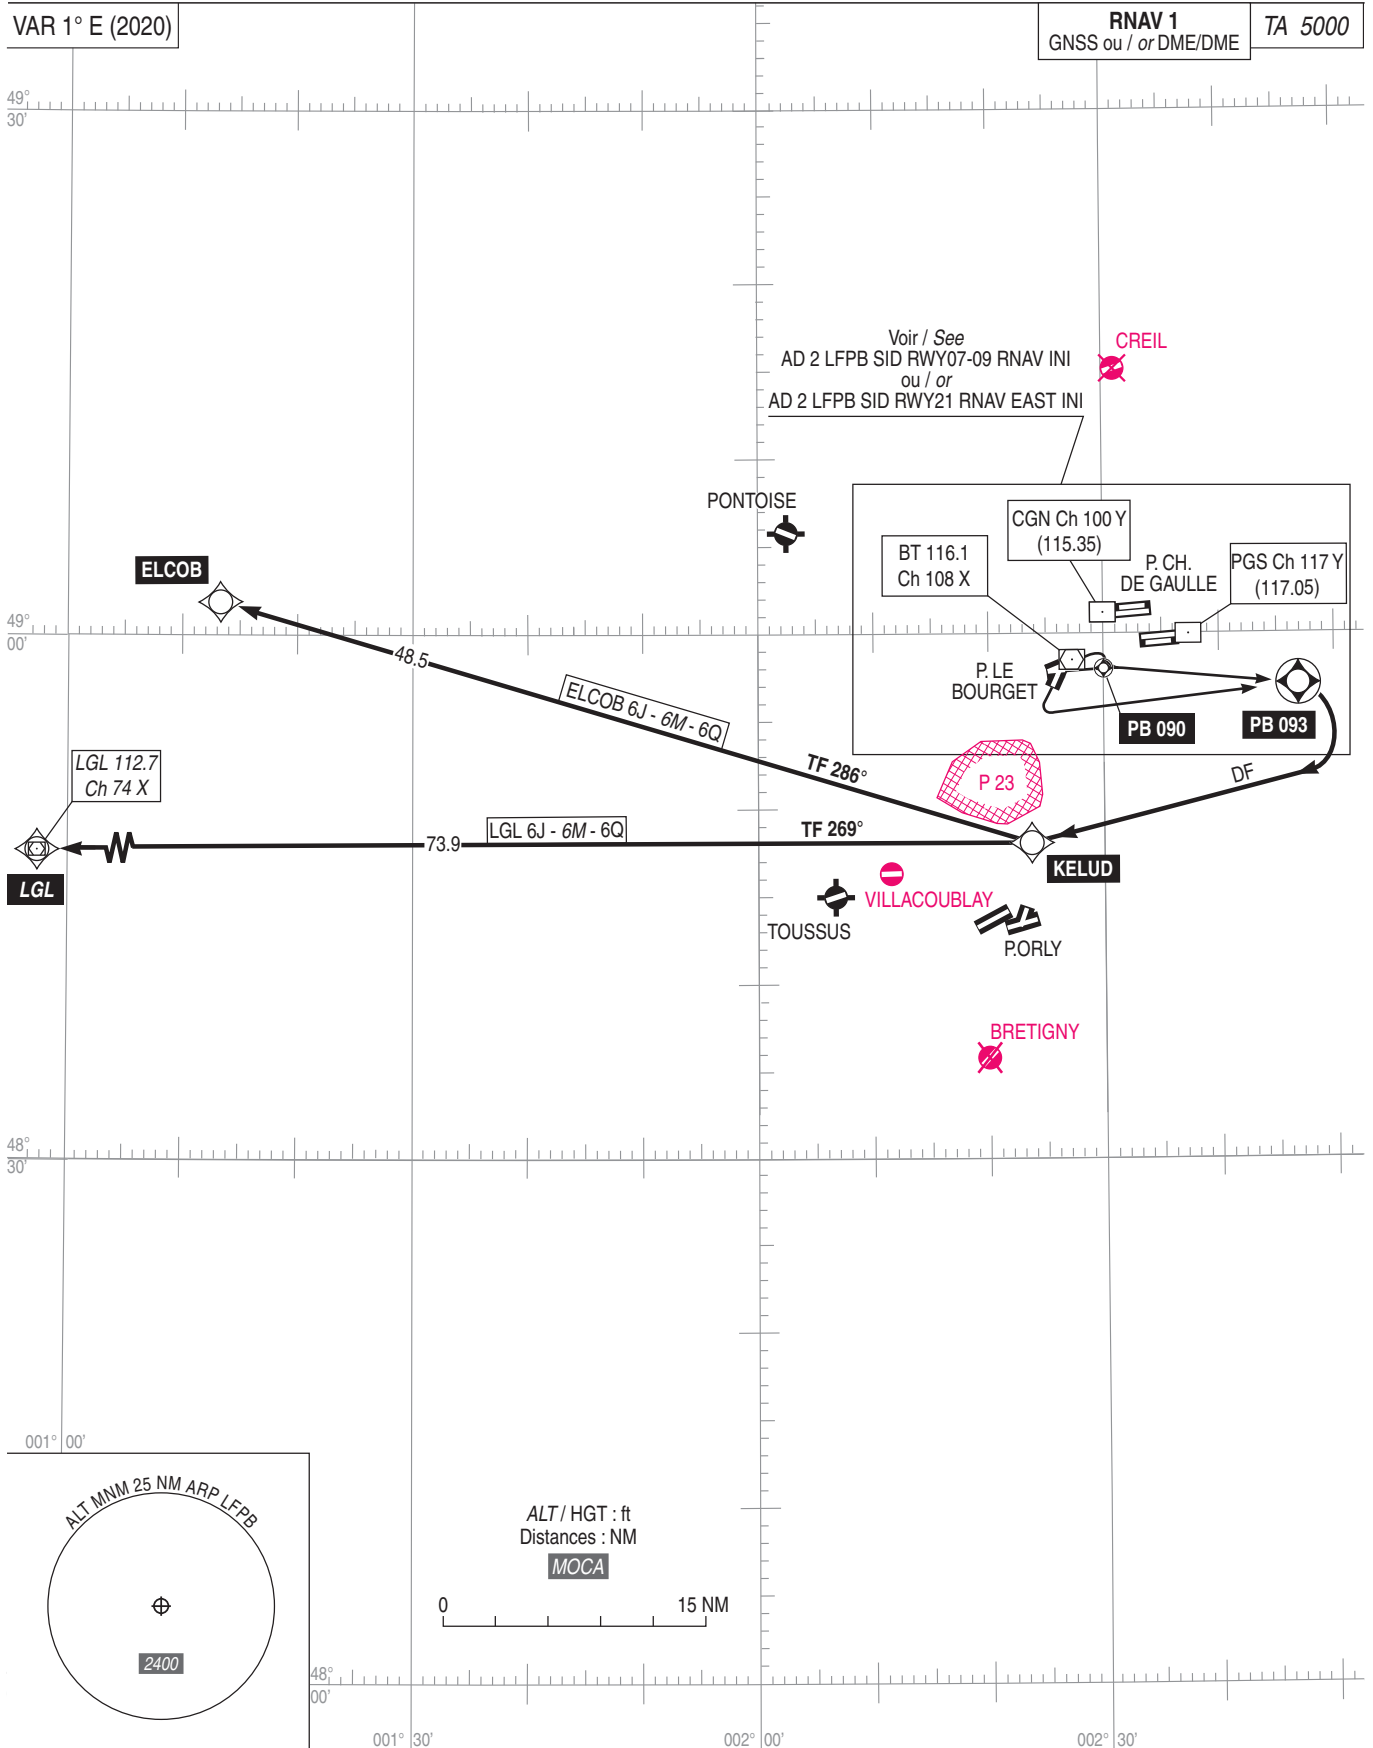 VAR 1° E (2020)
RNAV 1
GNSS ou / or DME/DME
TA 5000
49°
30'
Voir / See
AD 2 LFPB SID RWY07-09 RNAV INI
ou / or
AD 2 LFPB SID RWY21 RNAV EAST INI
CREIL
PONTOISE
CGN Ch 100 Y
(115.35)
BT 116.1
Ch 108 X
P. CH.
DE GAULLE
PGS Ch 117 Y
(117.05)
ELCOB
49°
00'
48.5
P. LE
BOURGET
ELCOB 6J - 6M - 6Q
PB 090
PB 093
LGL 112.7
Ch 74 X
TF 286°
P 23
DF
LGL 6J - 6M - 6Q
TF 269°
73.9
KELUD
LGL
VILLACOUBLAY
TOUSSUS
P.ORLY
BRETIGNY
48°
30'
001° 00'
ALT MNM 25 NM ARP LFPB
2400
ALT / HGT : ft
Distances : NM
MOCA
0
15 NM
48°
00'
001° 30'
002° 00'
002° 30'